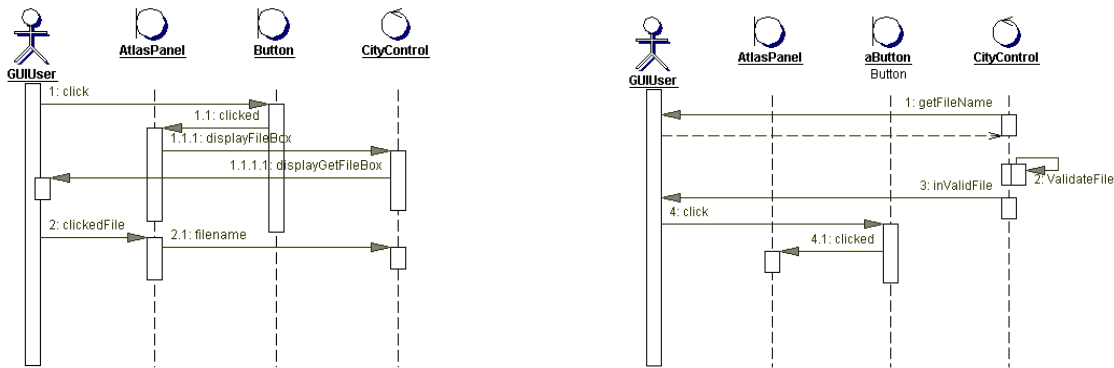 GUIUser
AtlasPanel
Button
CityControl
1: click
1.1: clicked
1.1.1: displayFileBox
1.1.1.1: displayGetFileBox
2: clickedFile
2.1: filename
GUIUser
AtlasPanel
aButton
Button
CityControl
1: getFileName
2: ValidateFile
3: inValidFile
4: click
4.1: clicked